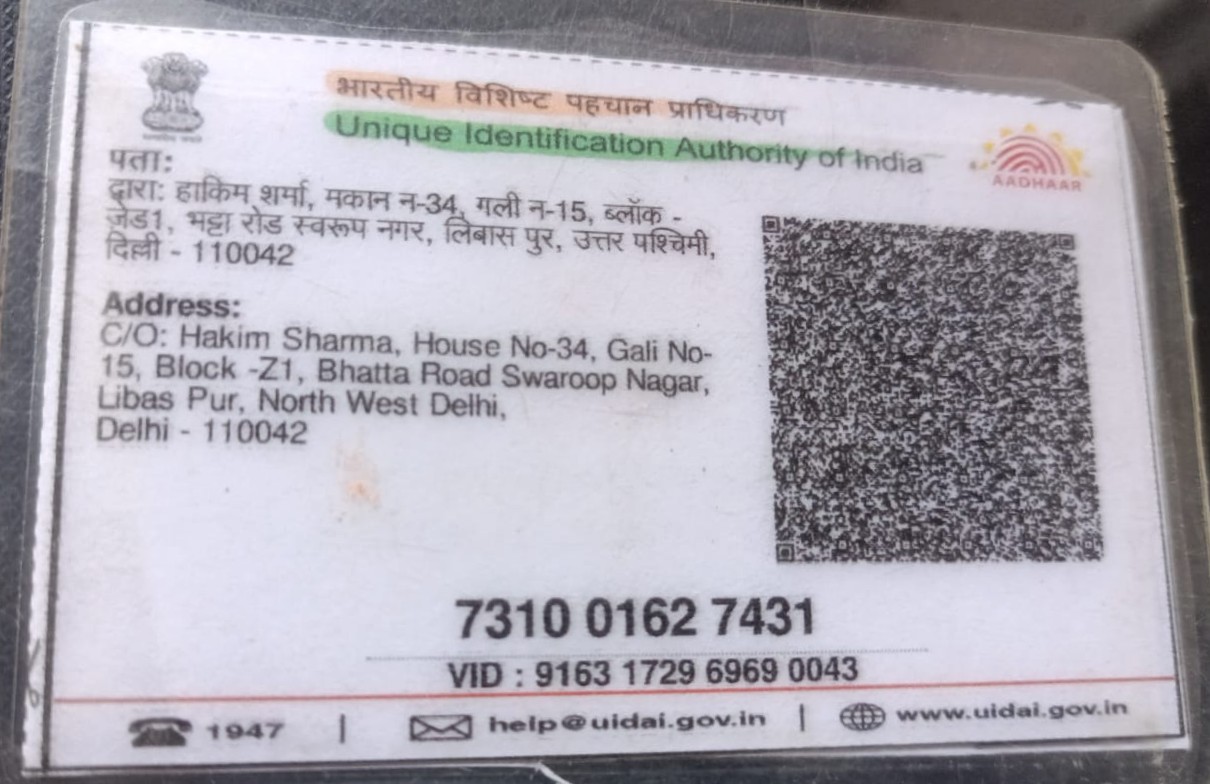 भारतीय विशिष्ट पहचान प्राधिकरण
Unique Identification Authority of India
AADHAAR
पता:
द्वारा: हाकिम शर्मा, मकान न-34, गली न-15, ब्लॉक -
जेड1, भट्टा रोड स्वरूप नगर, लिबास पुर, उत्तर पश्चिमी,
दिल्ली - 110042
Address:
C/O: Hakim Sharma, House No-34, Gali No-
15, Block -Z1, Bhatta Road Swaroop Nagar,
Libas Pur, North West Delhi,
Delhi - 110042
7310 0162 7431
VID : 9163 1729 6969 0043
1947 | help@uidai.gov.in | www.uidai.gov.in